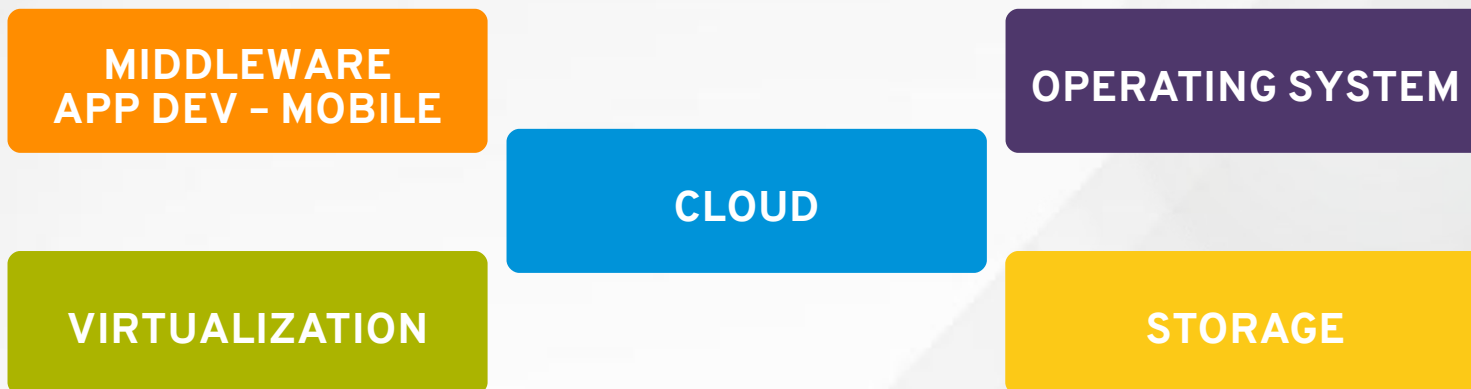 MIDDLEWARE
APP DEV – MOBILE
OPERATING SYSTEM
CLOUD
VIRTUALIZATION
STORAGE